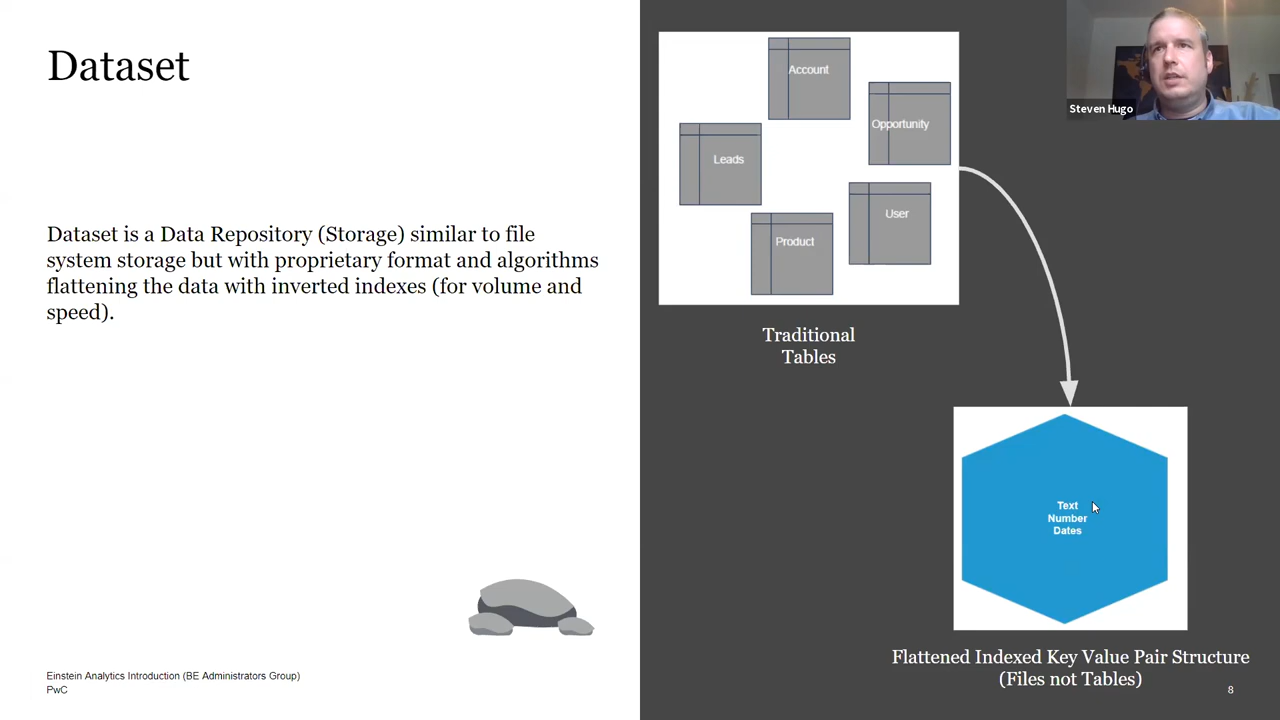 Dataset
Dataset is a Data Repository (Storage) similar to file
system storage but with proprietary format and algorithms
flattening the data with inverted indexes (for volume and
speed).
Einstein Analytics Introduction (BE Administrators Group)
PwC
Account
Opportunity
Leads
User
Product
Traditional
Tables
Steven Hugo
Text
Number
Dates
Flattened Indexed Key Value Pair Structure
(Files not Tables)
8